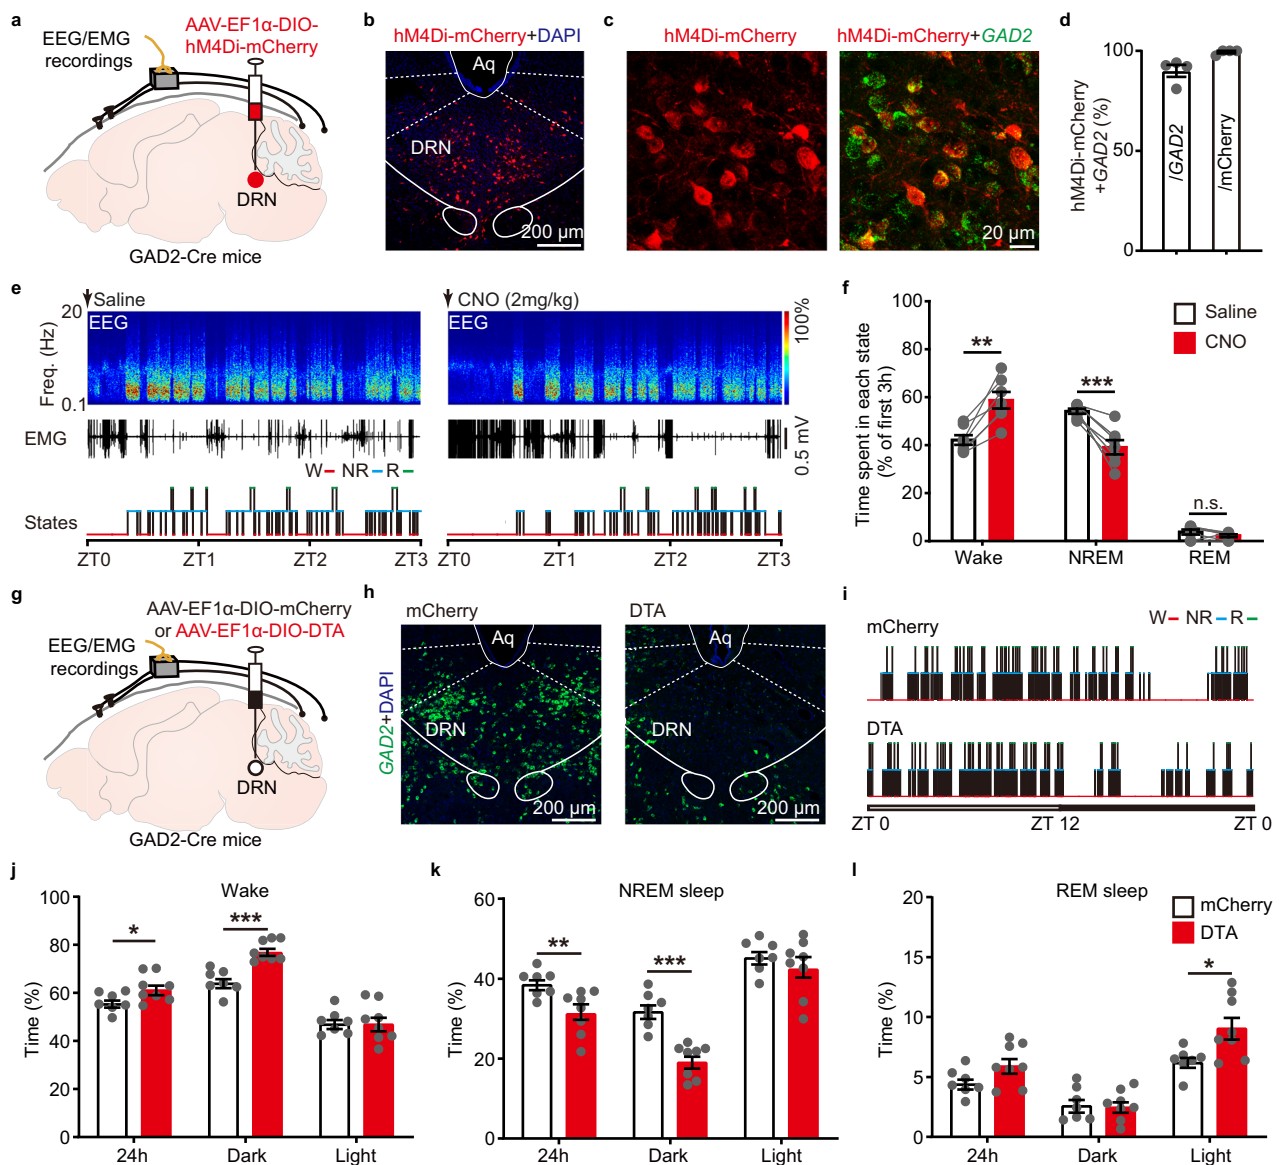 a
AAV-EF1α-DIO-
hM4Di-mCherry
EEG/EMG
recordings
DRN
GAD2-Cre mice
b
hM4Di-mCherry+DAPI
Aq
DRN
200 µm
c
hM4Di-mCherry
hM4Di-mCherry+GAD2
20 µm
d
hM4Di-mCherry
+GAD2 (%)
100
50
0
/GAD2
/mCherry
e
Saline
CNO (2mg/kg)
20
EEG
EEG
100%
Freq. (Hz)
0.1
EMG
0.5 mV
W NR R
States
ZT0 ZT1 ZT2 ZT3
ZT1 ZT2 ZT3
f
Time spent in each state
(% of first 3h)
100
80
60
40
20
0
Saline
CNO
**
***
n.s.
Wake NREM REM
g
AAV-EF1α-DIO-mCherry
or AAV-EF1α-DIO-DTA
EEG/EMG
recordings
DRN
GAD2-Cre mice
h
mCherry
DTA
GAD2+DAPI
Aq
Aq
DRN
DRN
200 µm
200 µm
i
W NR R
mCherry
DTA
ZT 0 ZT 12 ZT 0
j
Wake
Time (%)
100
80
60
40
20
0
*
***
24h Dark Light
k
NREM sleep
Time (%)
60
40
20
0
**
***
24h Dark Light
l
REM sleep
Time (%)
20
15
10
5
0
mCherry
DTA
*
24h Dark Light